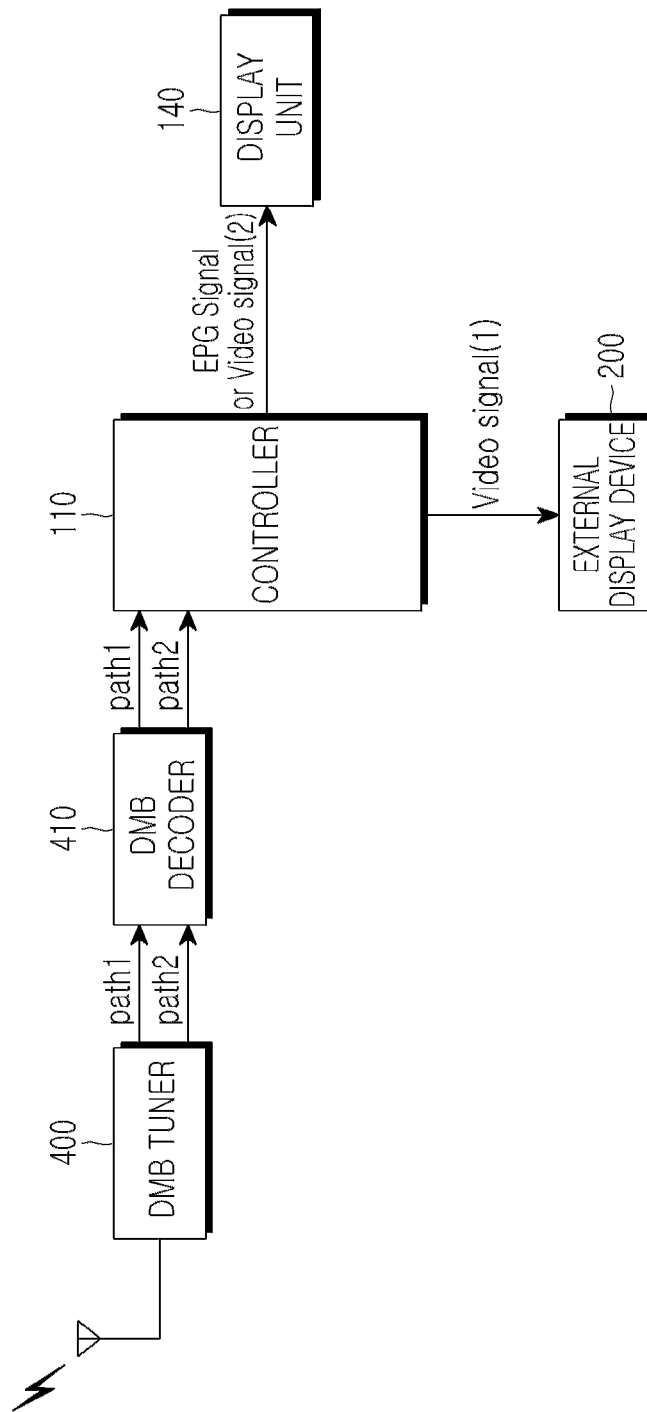 400
DMB TUNER
path1
path2
410
DMB
DECODER
path1
path2
110
CONTROLLER
EPG Signal
or Video signal(2)
140
DISPLAY
UNIT
Video signal(1)
200
EXTERNAL
DISPLAY DEVICE